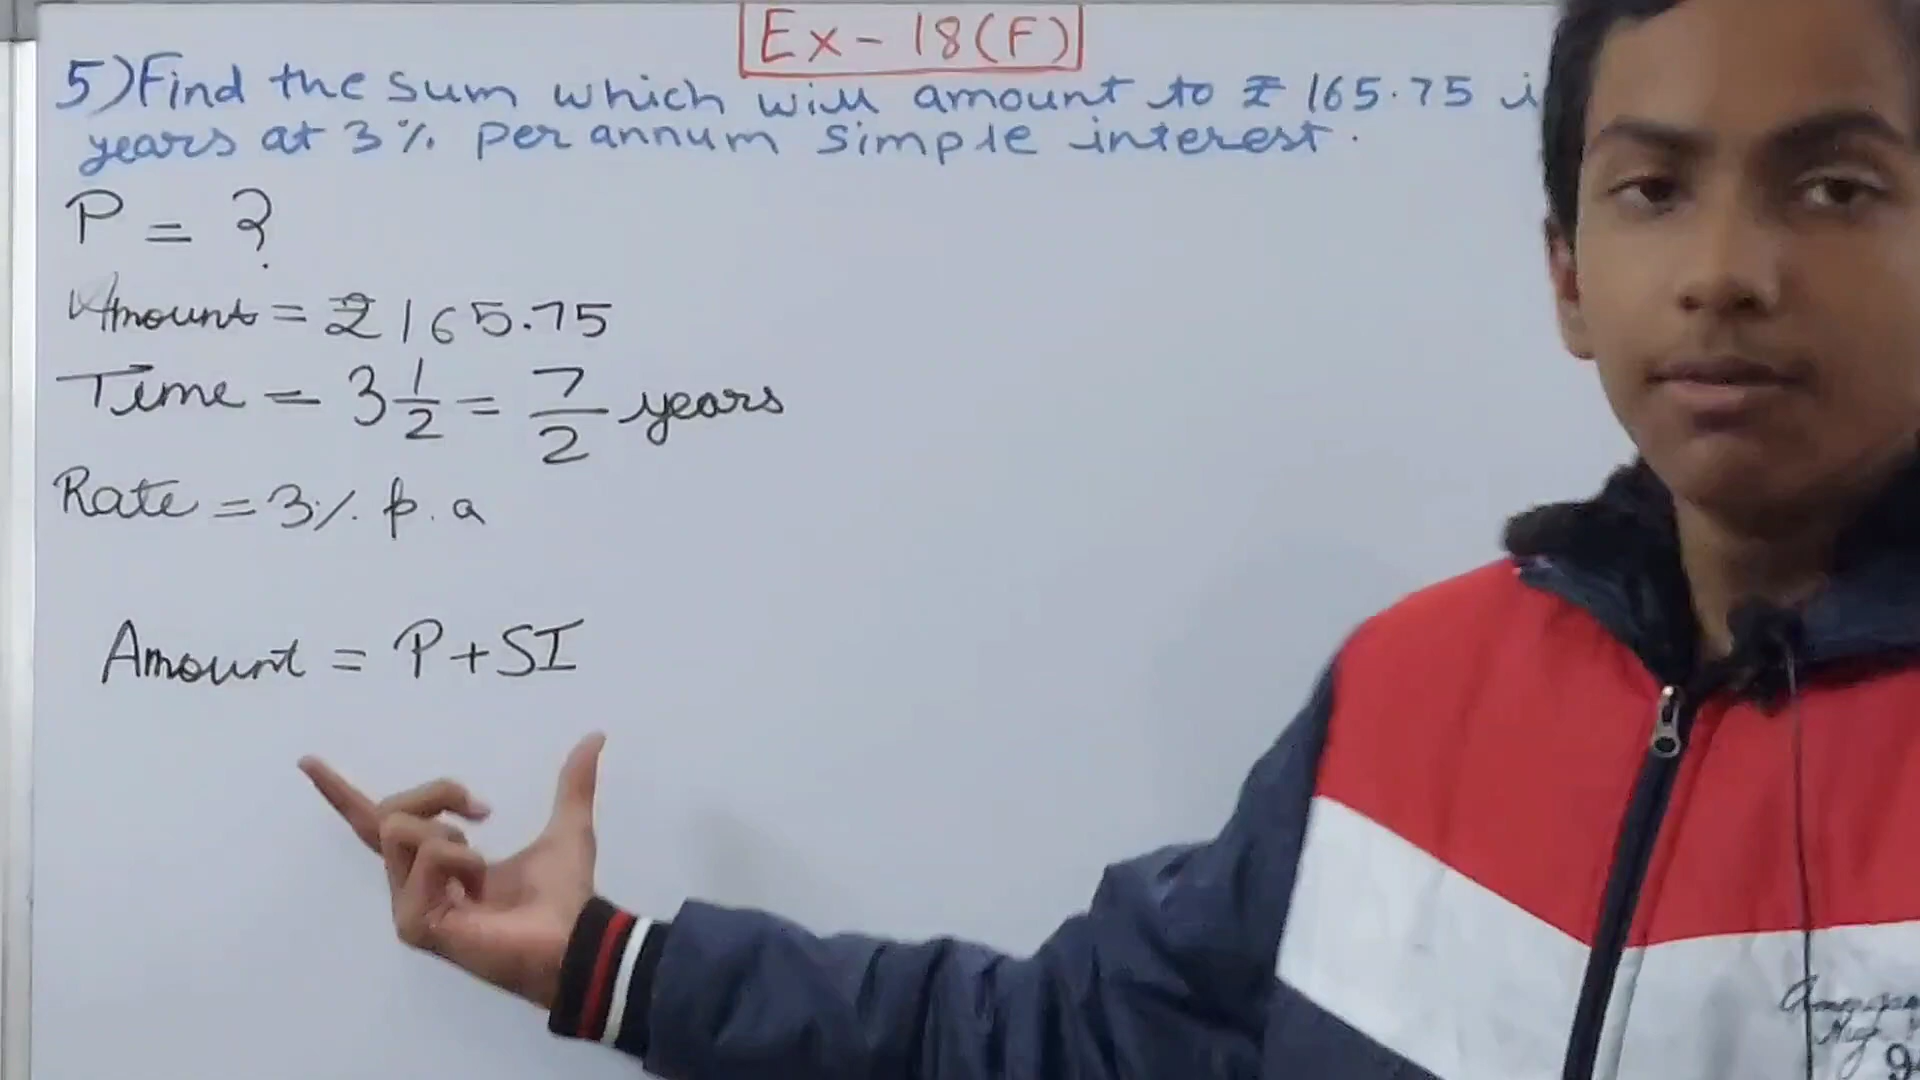 Ex - 18(F)
5) Find the sum which will amount to ₹ 165.75 i
years at 3% per annum simple interest.
P = ?
Amount = ₹ 165.75
Time = 3 1/2 = 7/2 years
Rate = 3% p.a
Amount = P + SI